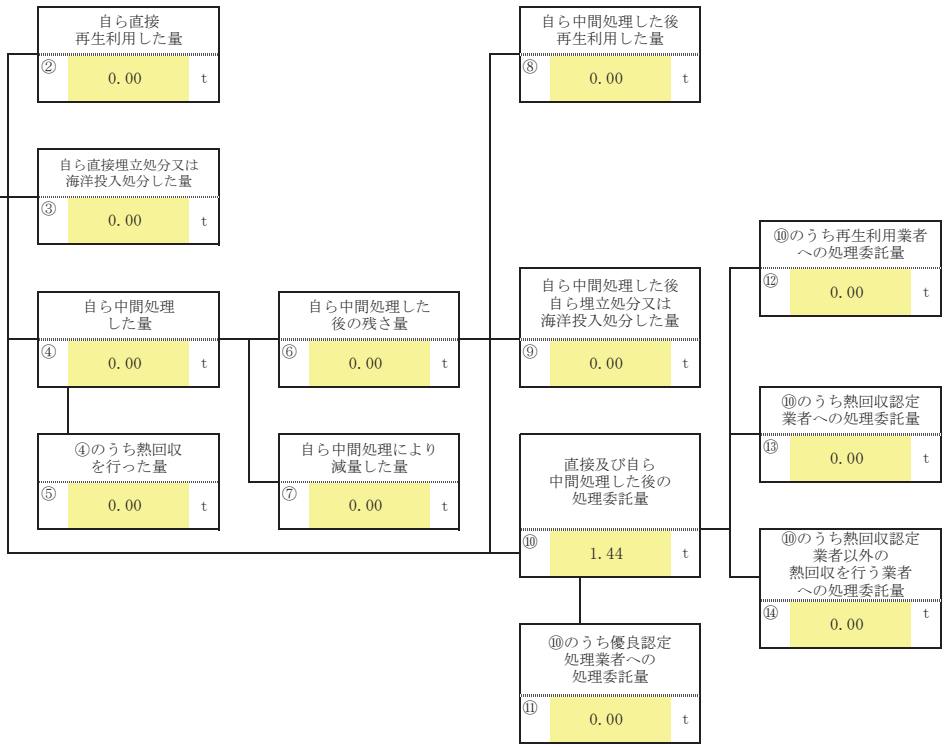 自ら直接
再生利用した量
② 0.00 t
自ら直接埋立処分又は
海洋投入処分した量
③ 0.00 t
自ら中間処理
した量
④ 0.00 t
④のうち熱回収
を行った量
⑤ 0.00 t
自ら中間処理した
後の残さ量
⑥ 0.00 t
自ら中間処理により
減量した量
⑦ 0.00 t
自ら中間処理した後
再生利用した量
⑧ 0.00 t
自ら中間処理した後
自ら埋立処分又は
海洋投入処分した量
⑨ 0.00 t
直接及び自ら
中間処理した後の
処理委託量
⑩ 1.44 t
⑩のうち優良認定
処理業者への
処理委託量
⑪ 0.00 t
⑩のうち再生利用業者
への処理委託量
⑫ 0.00 t
⑩のうち熱回収認定
業者への処理委託量
⑬ 0.00 t
⑩のうち熱回収認定
業者以外の
熱回収を行う業者
への処理委託量
⑭ 0.00 t